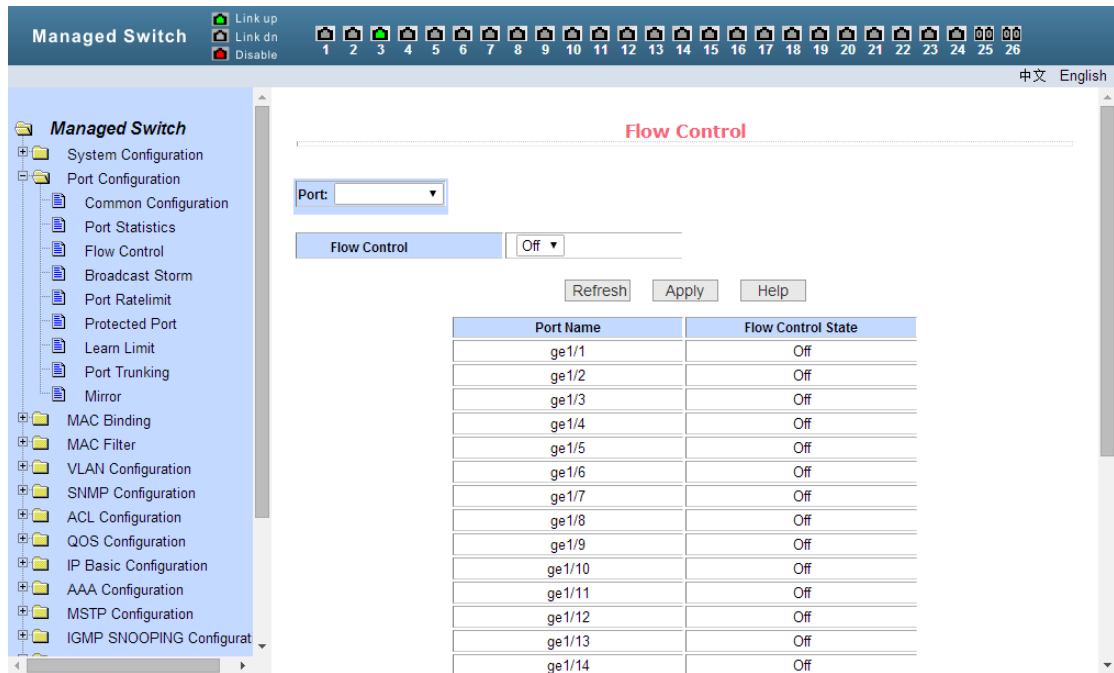 Managed Switch
Link up
Link dn
Disable
1 2 3 4 5 6 7 8 9 10 11 12 13 14 15 16 17 18 19 20 21 22 23 24 25 26
中文 English
Managed Switch
System Configuration
Port Configuration
Common Configuration
Port Statistics
Flow Control
Broadcast Storm
Port Ratelimit
Protected Port
Learn Limit
Port Trunking
Mirror
MAC Binding
MAC Filter
VLAN Configuration
SNMP Configuration
ACL Configuration
QOS Configuration
IP Basic Configuration
AAA Configuration
MSTP Configuration
IGMP SNOOPING Configurat
Flow Control
Port:
Flow Control Off
Refresh Apply Help
Port Name Flow Control State
ge1/1 Off
ge1/2 Off
ge1/3 Off
ge1/4 Off
ge1/5 Off
ge1/6 Off
ge1/7 Off
ge1/8 Off
ge1/9 Off
ge1/10 Off
ge1/11 Off
ge1/12 Off
ge1/13 Off
ge1/14 Off